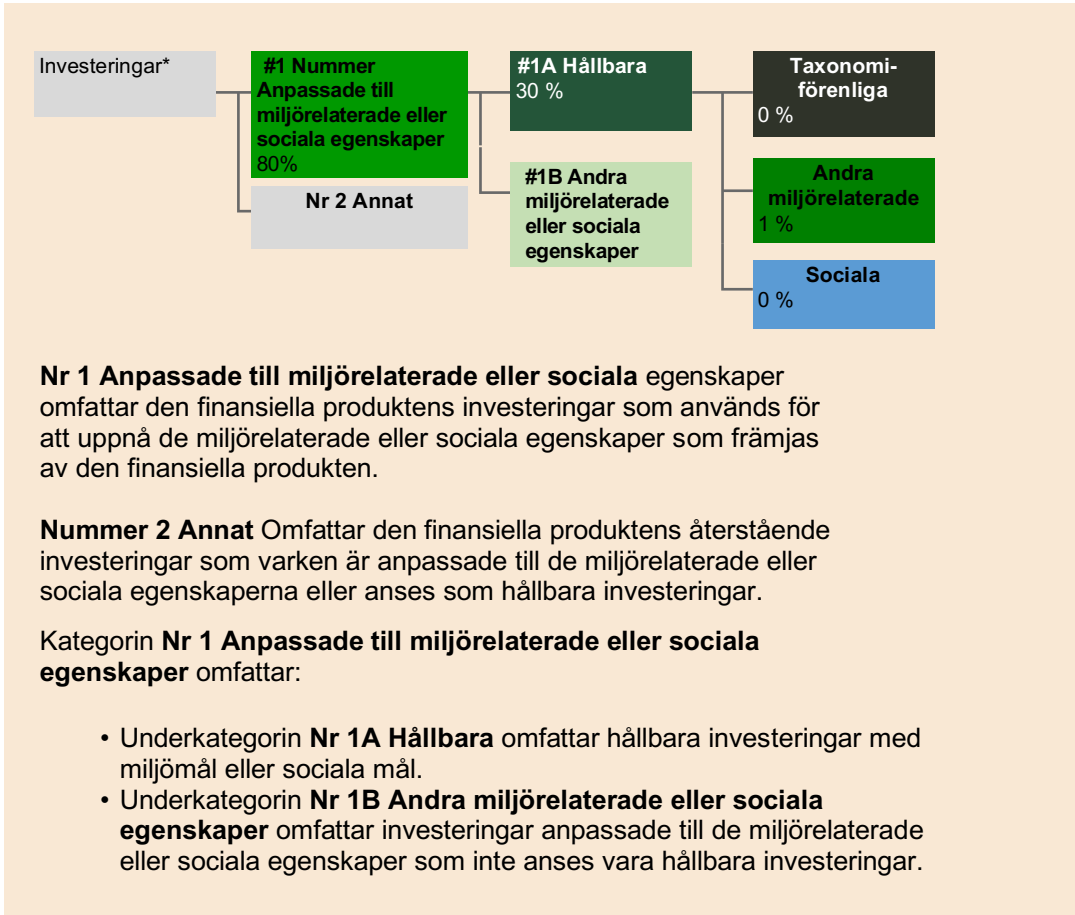 Investeringar*
#1 Nummer
Anpassade till
miljörelaterade eller
sociala egenskaper
80%
Nr 2 Annat
#1A Hållbara
30 %
#1B Andra
miljörelaterade
eller sociala
egenskaper
Taxonomi-
förenliga
0 %
Andra
miljörelaterade
1 %
Sociala
0 %
Nr 1 Anpassade till miljörelaterade eller sociala egenskaper
omfattar den finansiella produktens investeringar som används för
att uppnå de miljörelaterade eller sociala egenskaper som främjas
av den finansiella produkten.
Nummer 2 Annat Omfattar den finansiella produktens återstående
investeringar som varken är anpassade till de miljörelaterade eller
sociala egenskaperna eller anses som hållbara investeringar.
Kategorin Nr 1 Anpassade till miljörelaterade eller sociala
egenskaper omfattar:
• Underkategorin Nr 1A Hållbara omfattar hållbara investeringar med
miljömål eller sociala mål.
• Underkategorin Nr 1B Andra miljörelaterade eller sociala
egenskaper omfattar investeringar anpassade till de miljörelaterade
eller sociala egenskaper som inte anses vara hållbara investeringar.